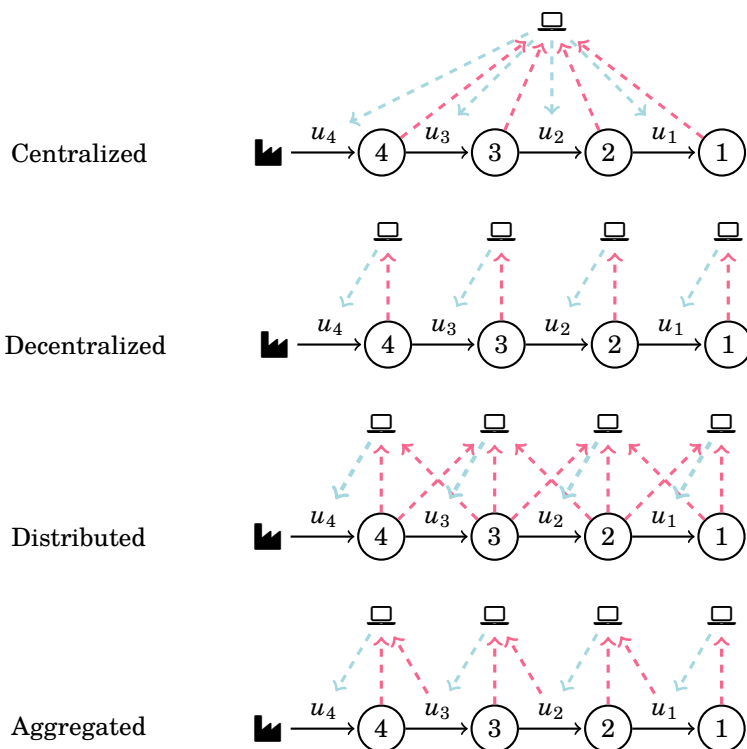 u₄ u₃ u₂ u₁
Centralized 4 3 2 1
u₄ u₃ u₂ u₁
Decentralized 4 3 2 1
u₄ u₃ u₂ u₁
Distributed 4 3 2 1
u₄ u₃ u₂ u₁
Aggregated 4 3 2 1